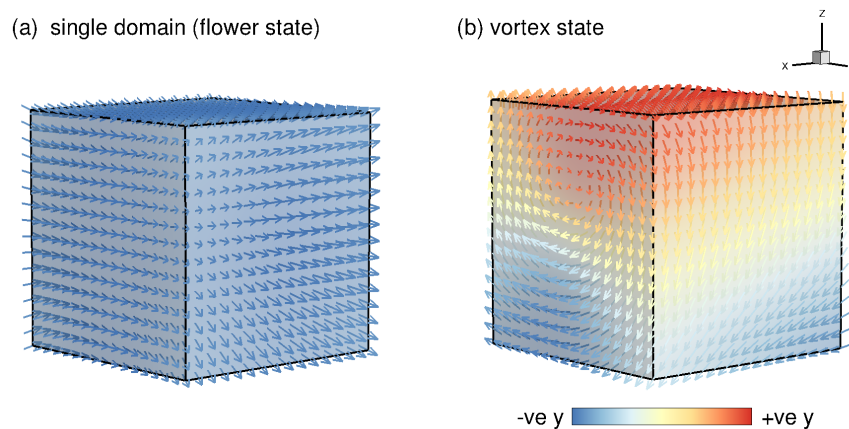 (a) single domain (flower state)
(b) vortex state
z
x
-ve y
+ve y